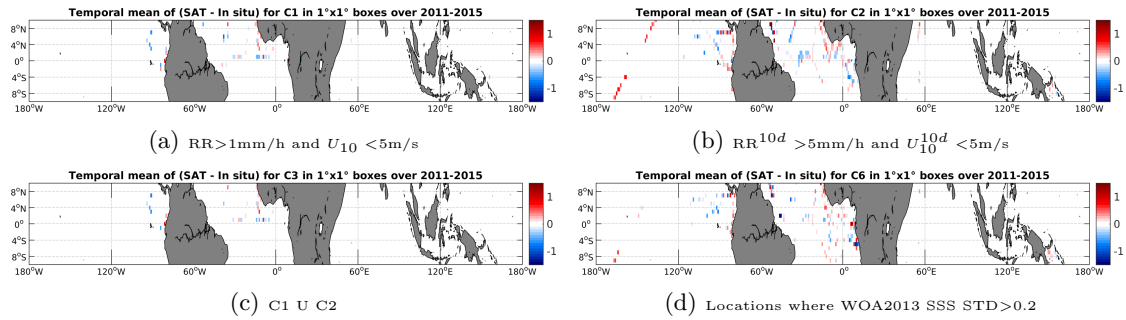 Temporal mean of (SAT - In situ) for C1 in 1°x1° boxes over 2011-2015
8°N
4°N
0°
4°S
8°S
180°W
120°W
60°W
0°
60°E
120°E
180°W
1
0
-1
(a) RR>1mm/h and U10 <5m/s
Temporal mean of (SAT - In situ) for C2 in 1°x1° boxes over 2011-2015
8°N
4°N
0°
4°S
8°S
180°W
120°W
60°W
0°
60°E
120°E
180°W
1
0
-1
(b) RR^10d >5mm/h and U10^10d <5m/s
Temporal mean of (SAT - In situ) for C3 in 1°x1° boxes over 2011-2015
8°N
4°N
0°
4°S
8°S
180°W
120°W
60°W
0°
60°E
120°E
180°W
1
0
-1
(c) C1 U C2
Temporal mean of (SAT - In situ) for C6 in 1°x1° boxes over 2011-2015
8°N
4°N
0°
4°S
8°S
180°W
120°W
60°W
0°
60°E
120°E
180°W
1
0
-1
(d) Locations where WOA2013 SSS STD>0.2